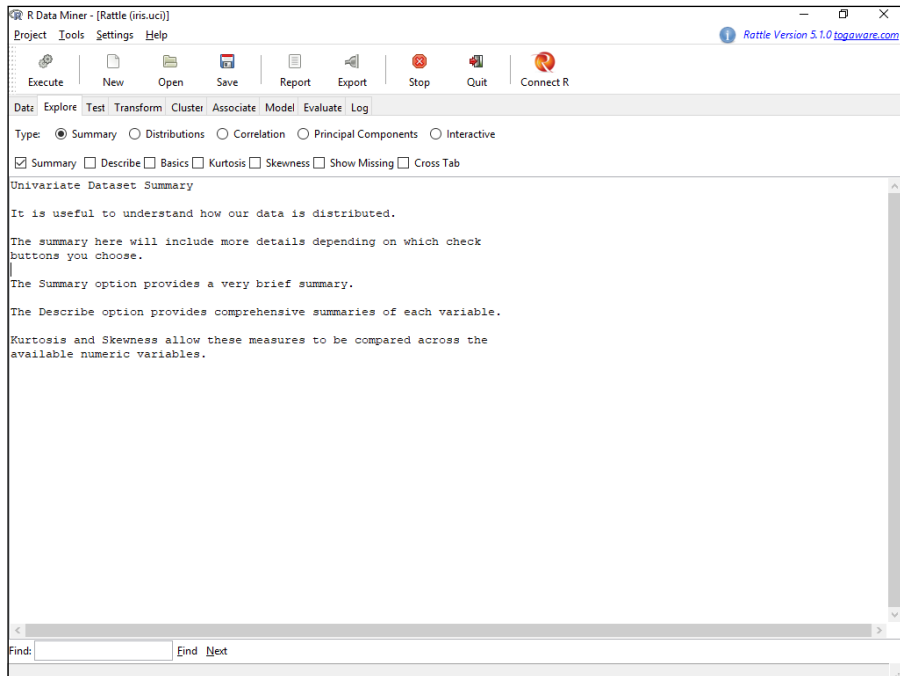 R Data Miner - [Rattle (iris.uci)]
Project Tools Settings Help
Rattle Version 5.1.0 togaware.com
Execute New Open Save Report Export Stop Quit Connect R
Data Explore Test Transform Cluster Associate Model Evaluate Log
Type: Summary Distributions Correlation Principal Components Interactive
Summary Describe Basics Kurtosis Skewness Show Missing Cross Tab
Univariate Dataset Summary
It is useful to understand how our data is distributed.
The summary here will include more details depending on which check
buttons you choose.
The Summary option provides a very brief summary.
The Describe option provides comprehensive summaries of each variable.
Kurtosis and Skewness allow these measures to be compared across the
available numeric variables.
Find: Find Next